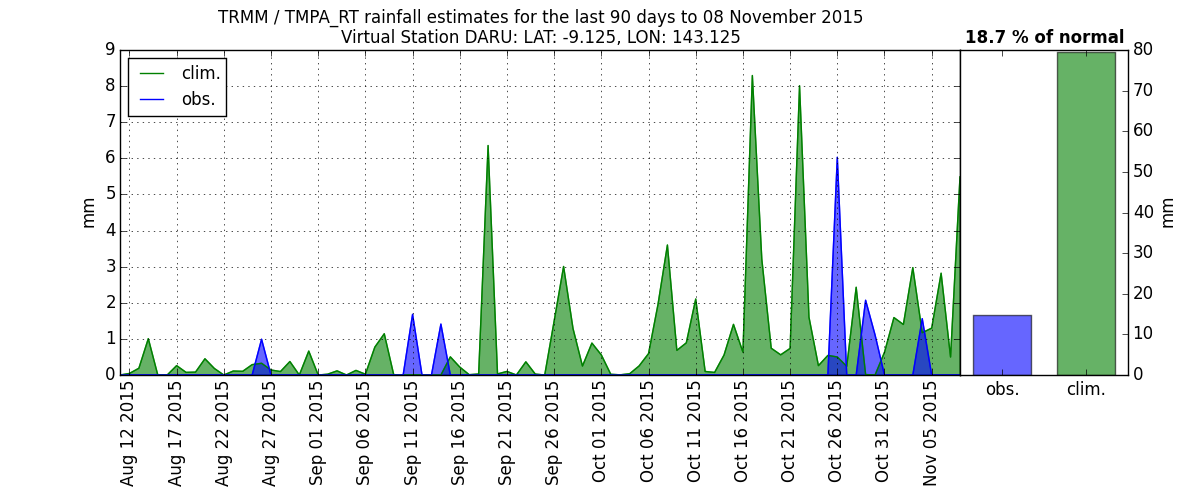 TRMM / TMPA_RT rainfall estimates for the last 90 days to 08 November 2015
Virtual Station DARU: LAT: -9.125, LON: 143.125
18.7 % of normal
clim.
obs.
9
8
7
6
5
4
3
2
1
0
mm
80
70
60
50
40
30
20
10
0
mm
Aug 12 2015
Aug 17 2015
Aug 22 2015
Aug 27 2015
Sep 01 2015
Sep 06 2015
Sep 11 2015
Sep 16 2015
Sep 21 2015
Sep 26 2015
Oct 01 2015
Oct 06 2015
Oct 11 2015
Oct 16 2015
Oct 21 2015
Oct 26 2015
Oct 31 2015
Nov 05 2015
obs.
clim.